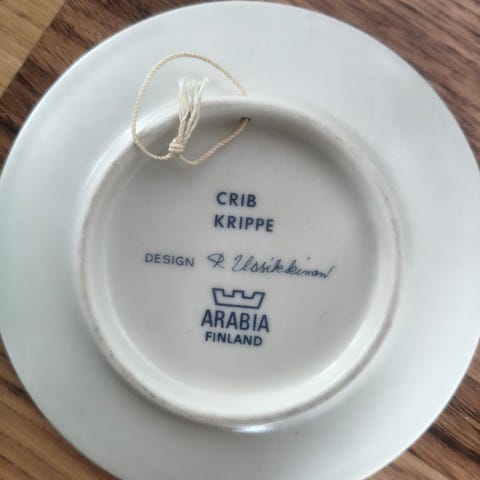 CRIB
KRIPPE
DESIGN R Uosikkinen
ARABIA
FINLAND